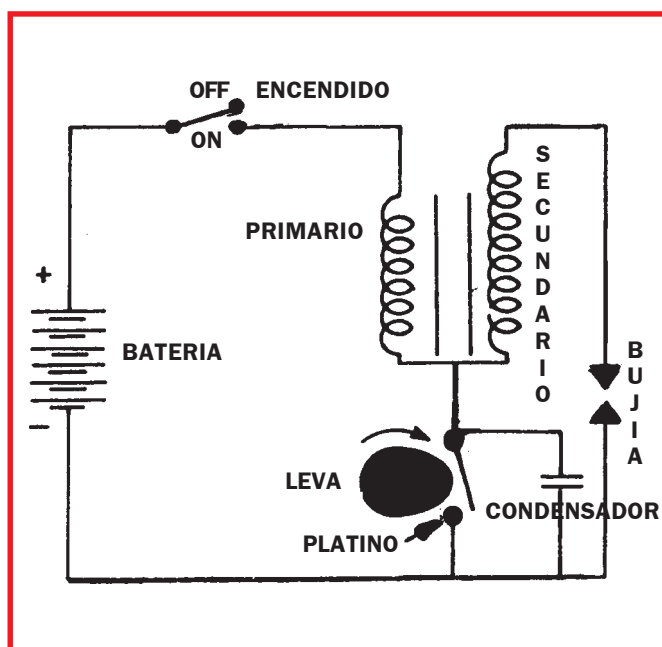 OFF ENCENDIDO
ON
PRIMARIO
SECUNDARIO
+
BATERIA
−
BUJIA
LEVA
CONDENSADOR
PLATINO